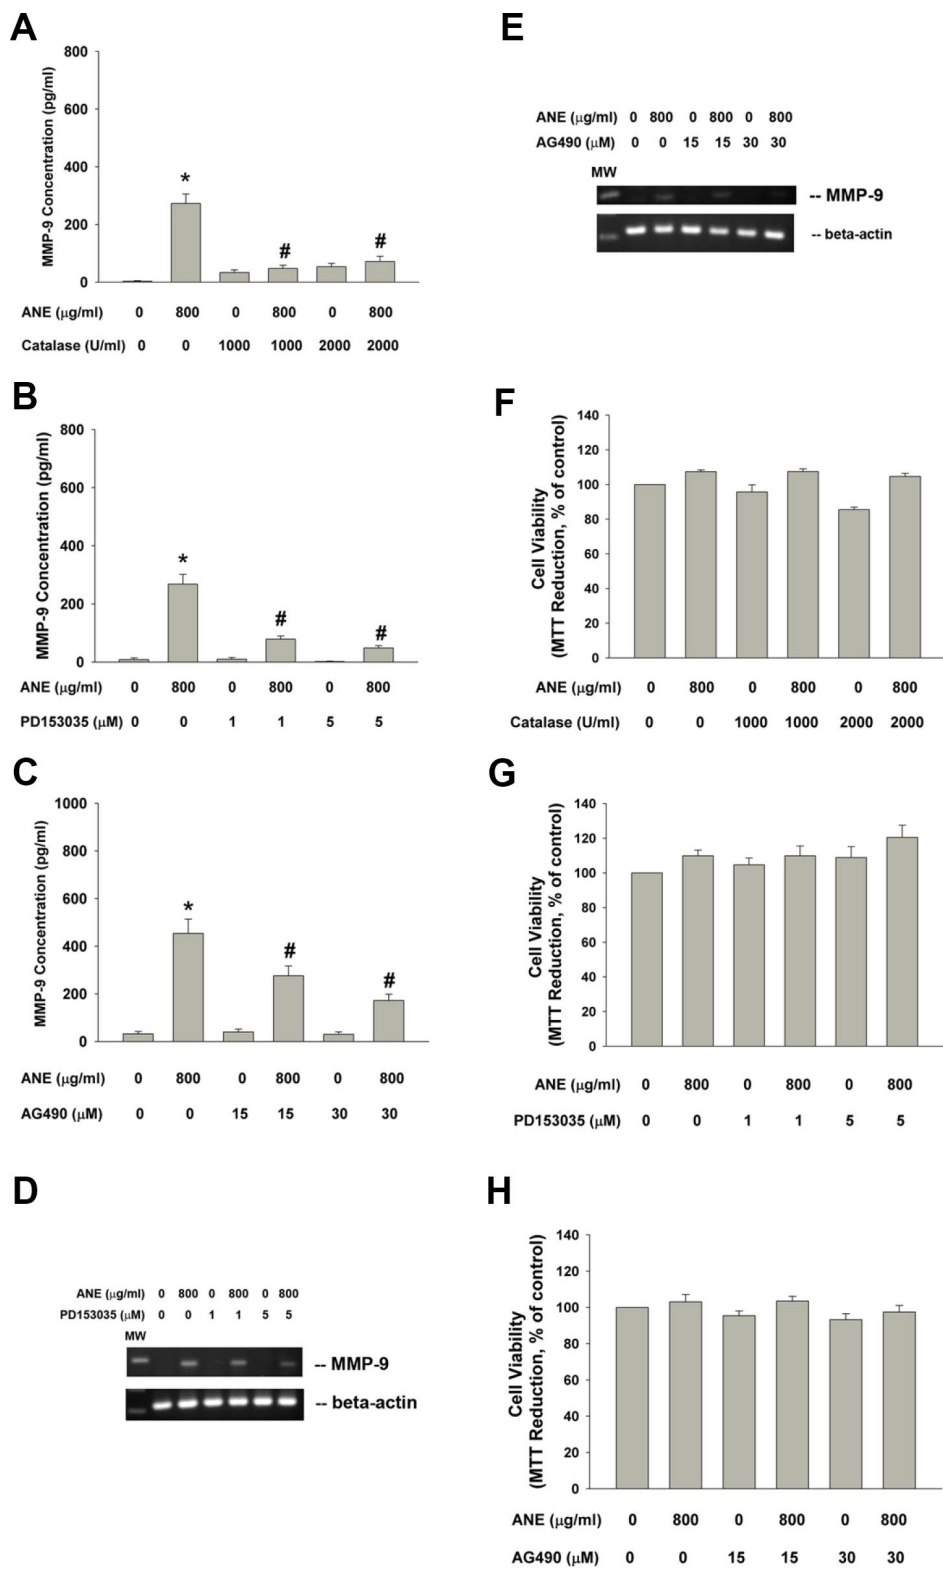 A
800
600
400
200
0
MMP-9 Concentration (pg/ml)
*
#
#
ANE (μg/ml) 0 800 0 800 0 800
Catalase (U/ml) 0 0 1000 1000 2000 2000
B
800
600
400
200
0
MMP-9 Concentration (pg/ml)
*
#
#
ANE (μg/ml) 0 800 0 800 0 800
PD153035 (μM) 0 0 1 1 5 5
C
1000
800
600
400
200
0
MMP-9 Concentration (pg/ml)
*
#
#
ANE (μg/ml) 0 800 0 800 0 800
AG490 (μM) 0 0 15 15 30 30
D
ANE (μg/ml) 0 800 0 800 0 800
PD153035 (μM) 0 0 1 1 5 5
MW
-- MMP-9
-- beta-actin
E
ANE (μg/ml) 0 800 0 800 0 800
AG490 (μM) 0 0 15 15 30 30
MW
-- MMP-9
-- beta-actin
F
140
120
100
80
60
40
20
0
Cell Viability
(MTT Reduction, % of control)
ANE (μg/ml) 0 800 0 800 0 800
Catalase (U/ml) 0 0 1000 1000 2000 2000
G
140
120
100
80
60
40
20
0
Cell Viability
(MTT Reduction, % of control)
ANE (μg/ml) 0 800 0 800 0 800
PD153035 (μM) 0 0 1 1 5 5
H
140
120
100
80
60
40
20
0
Cell Viability
(MTT Reduction, % of control)
ANE (μg/ml) 0 800 0 800 0 800
AG490 (μM) 0 0 15 15 30 30